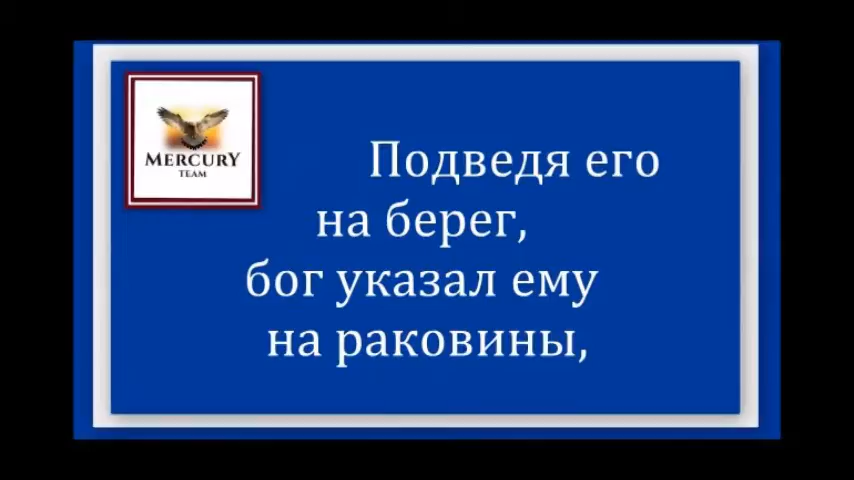 MERCURY
TEAM
Подведя его
на берег,
бог указал ему
на раковины,